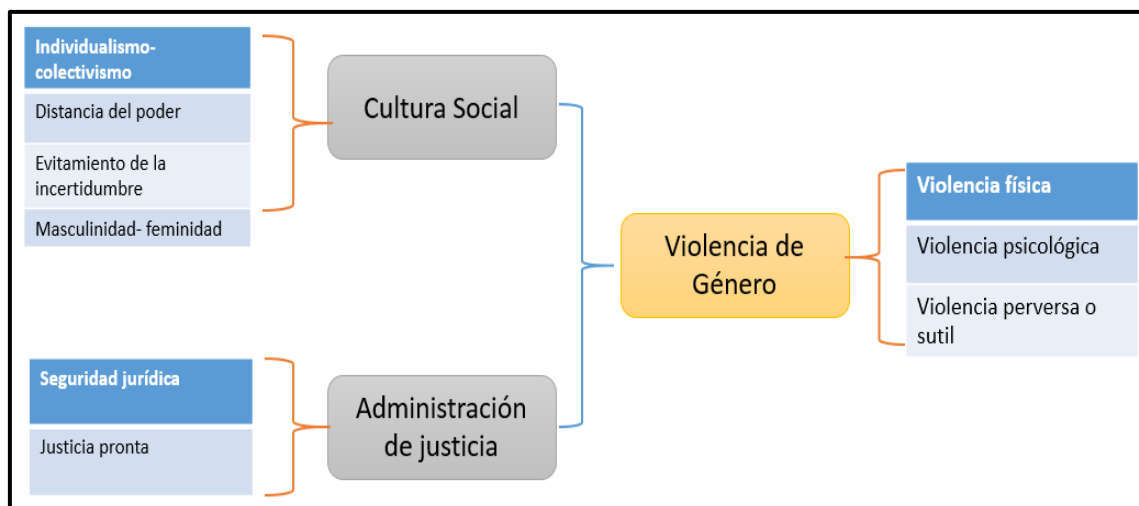 Individualismo-
colectivismo
Distancia del poder
Evitamiento de la
incertidumbre
Masculinidad- feminidad
Cultura Social
Seguridad jurídica
Justicia pronta
Administración
de justicia
Violencia de
Género
Violencia física
Violencia psicológica
Violencia perversa o
sutil